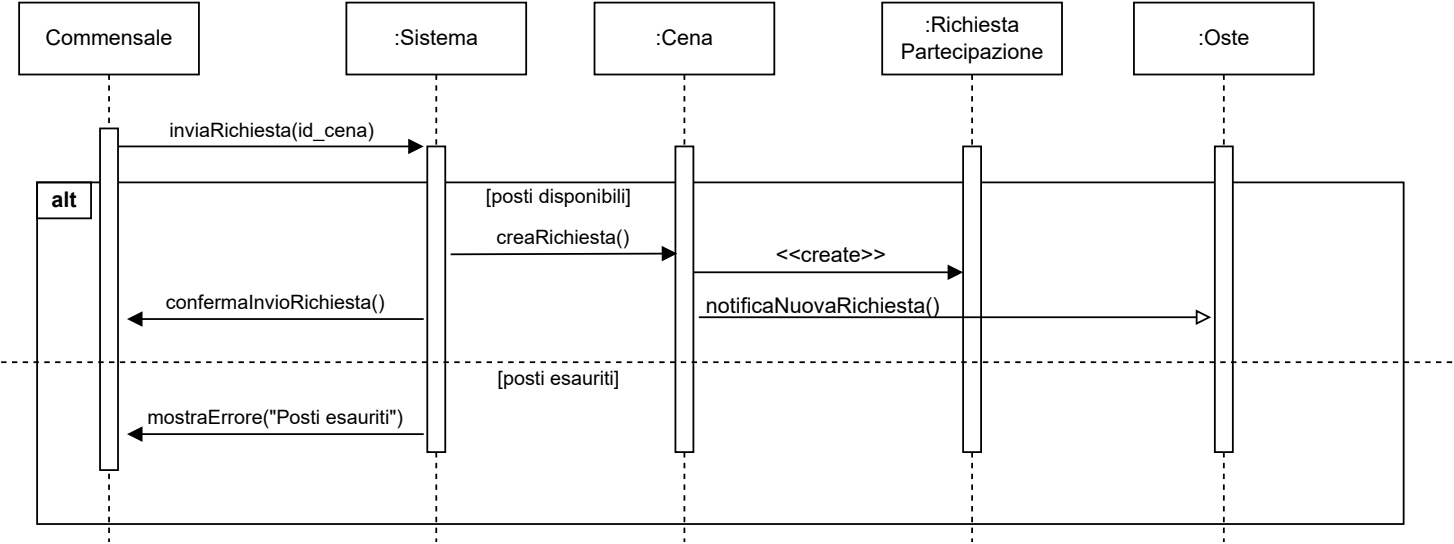 Commensale
:Sistema
:Cena
:Richiesta
Partecipazione
:Oste
inviaRichiesta(id_cena)
alt
[posti disponibili]
creaRichiesta()
<<create>>
confermaInvioRichiesta()
notificaNuovaRichiesta()
[posti esauriti]
mostraErrore("Posti esauriti")